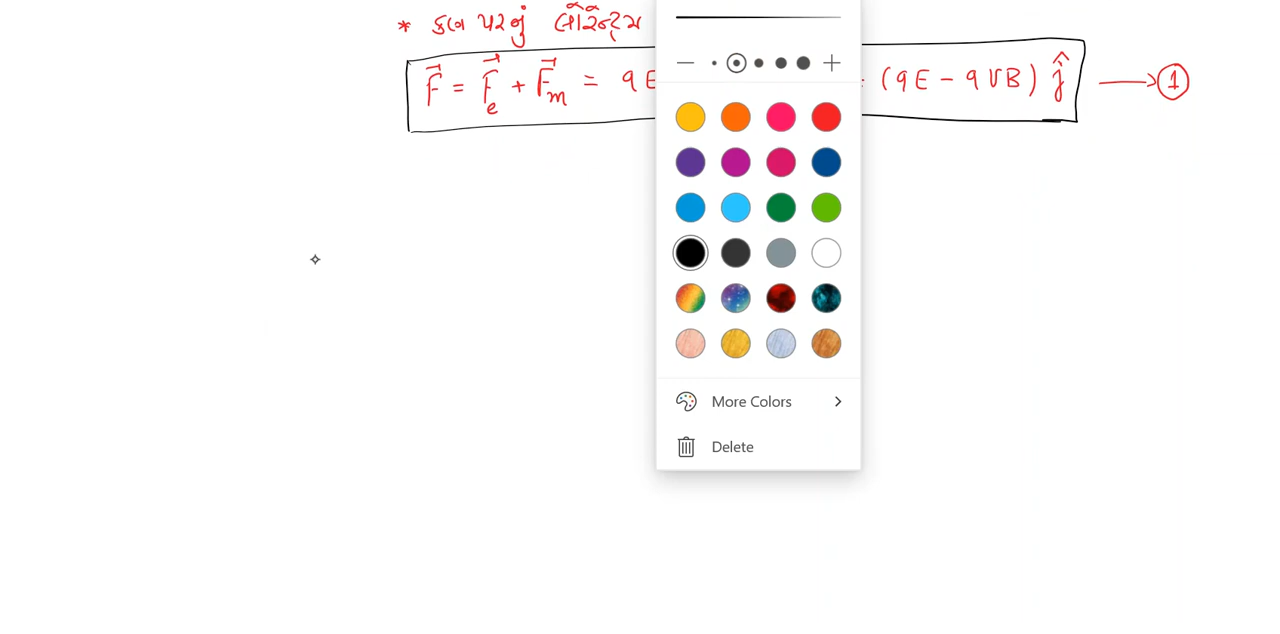 * કણ પરનું લોરેન્ટ્ઝ
F⃗ = F⃗e + F⃗m = qE = (qE − qVB) ĵ ⟶ ①
More Colors
Delete